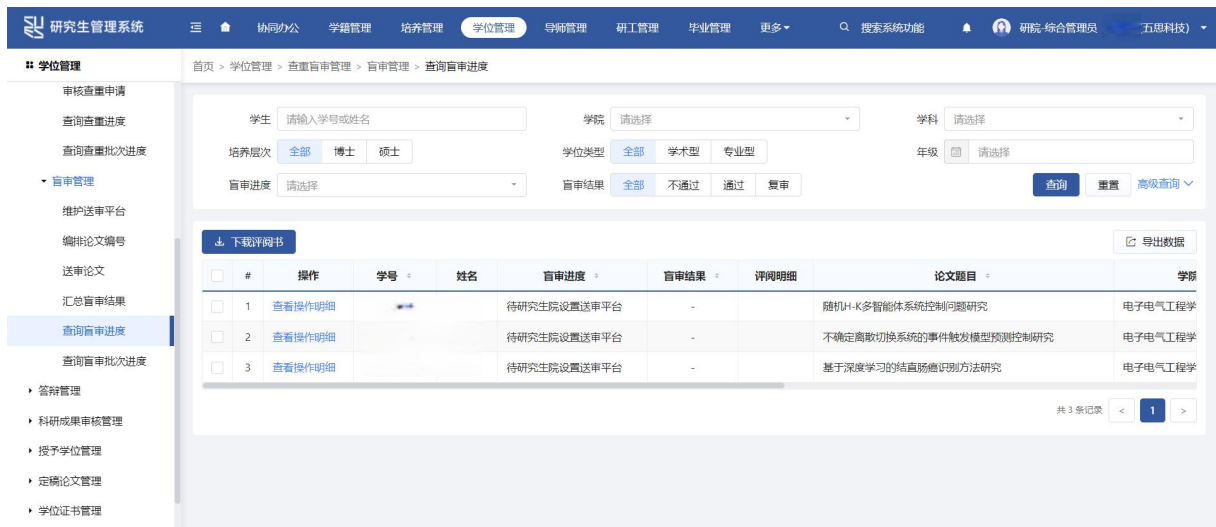 SUES 研究生管理系统 协同办公 学籍管理 培养管理 学位管理 导师管理 研工管理 毕业管理 更多 搜索系统功能 研院-综合管理员 五思科技)
学位管理
首页 > 学位管理 > 查重盲审管理 > 盲审管理 > 查询盲审进度
审核查重申请
查询查重进度
查询查重批次进度
盲审管理
维护送审平台
编排论文编号
送审论文
汇总盲审结果
查询盲审进度
查询盲审批次进度
答辩管理
科研成果审核管理
授予学位管理
定稿论文管理
学位证书管理
学生 请输入学号或姓名 学院 请选择 学科 请选择
培养层次 全部 博士 硕士 学位类型 全部 学术型 专业型 年级 请选择
盲审进度 请选择 盲审结果 全部 不通过 通过 复审 查询 重置 高级查询
下载评阅书 导出数据
# 操作 学号 姓名 盲审进度 盲审结果 评阅明细 论文题目 学院
1 查看操作明细 待研究生院设置送审平台 - 随机H-K多智能体系统控制问题研究 电子电气工程学
2 查看操作明细 待研究生院设置送审平台 - 不确定离散切换系统的事件触发模型预测控制研究 电子电气工程学
3 查看操作明细 待研究生院设置送审平台 - 基于深度学习的结直肠癌识别方法研究 电子电气工程学
共 3 条记录 < 1 >